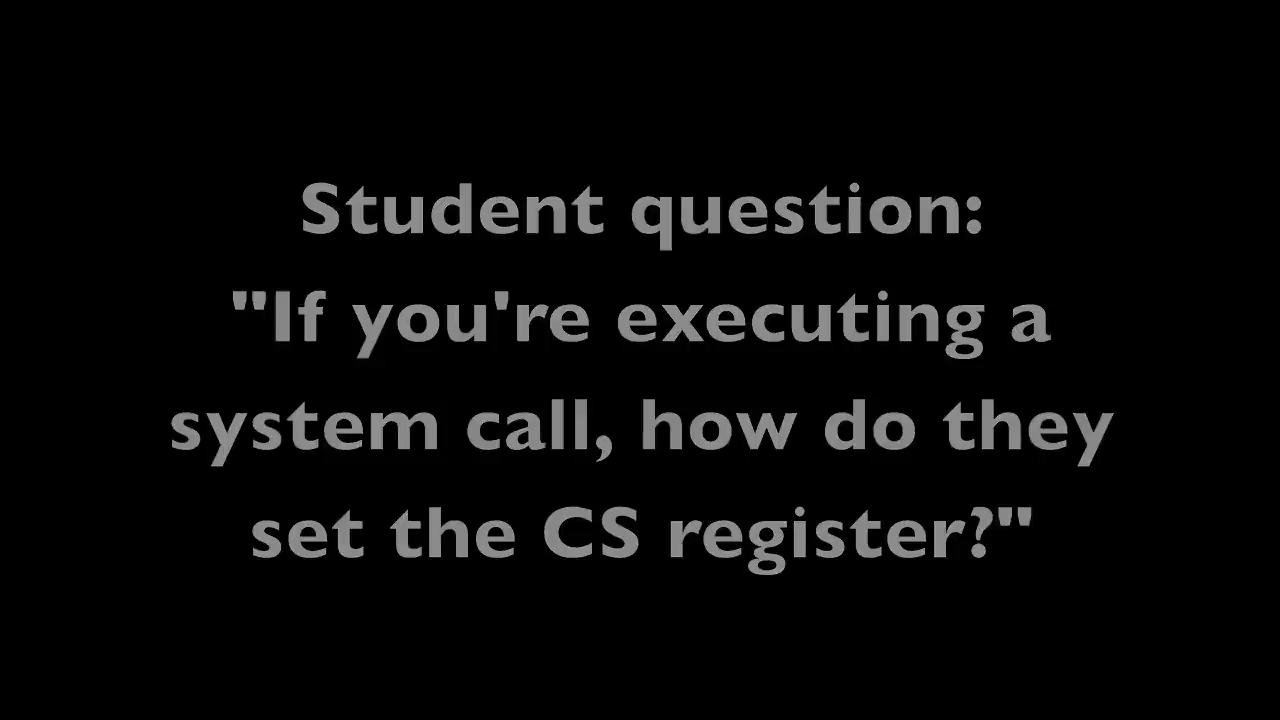 Student question:
"If you're executing a
system call, how do they
set the CS register?"